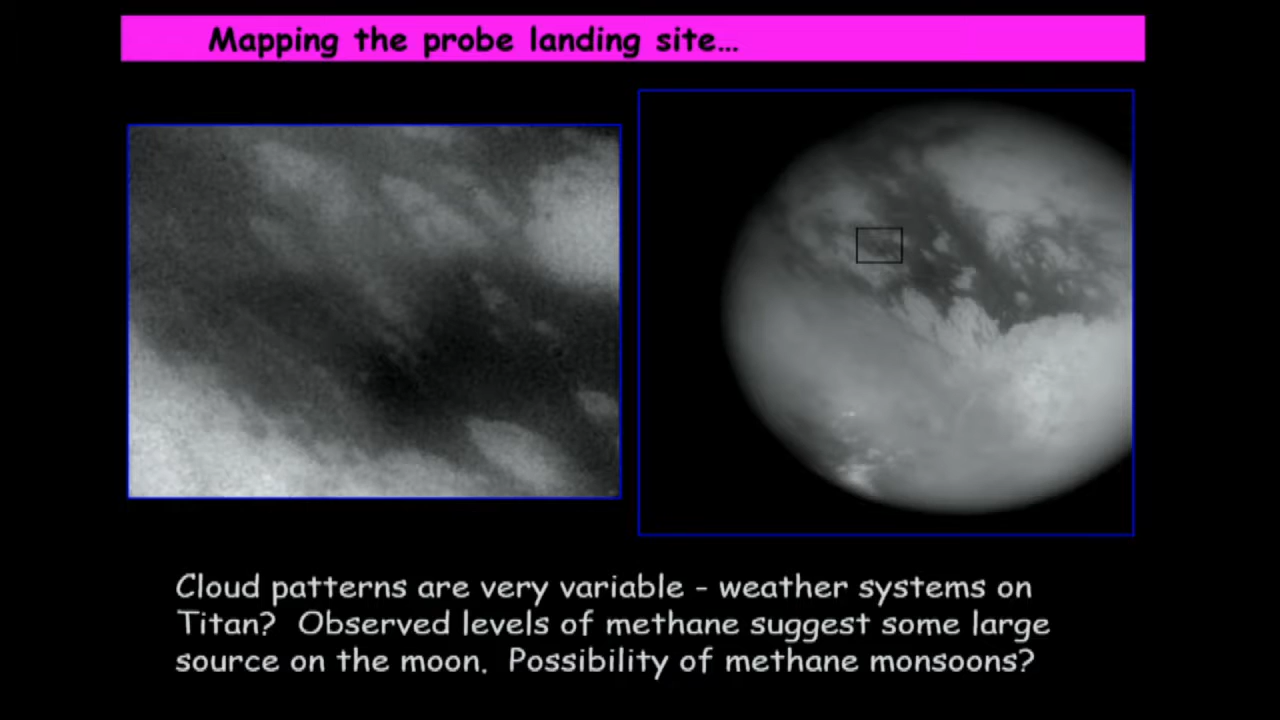 Mapping the probe landing site...
Cloud patterns are very variable - weather systems on
Titan? Observed levels of methane suggest some large
source on the moon. Possibility of methane monsoons?